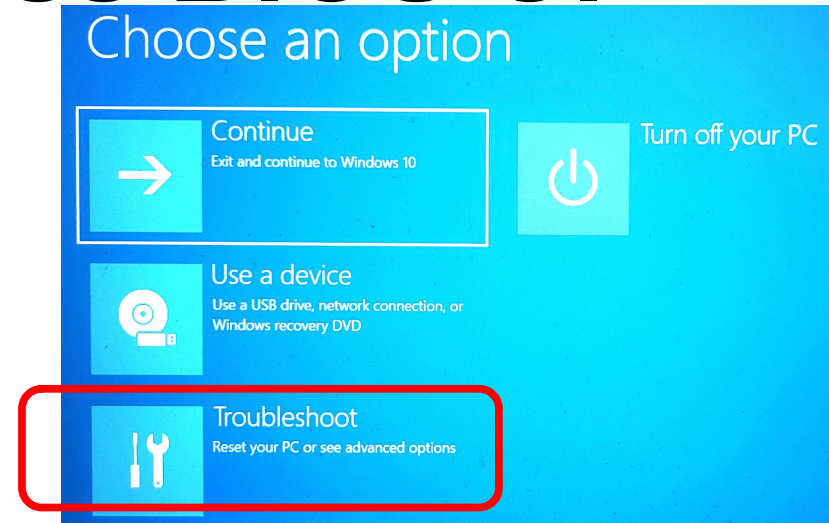 Choose an option
Continue
Exit and continue to Windows 10
Turn off your PC
Use a device
Use a USB drive, network connection, or
Windows recovery DVD
Troubleshoot
Reset your PC or see advanced options